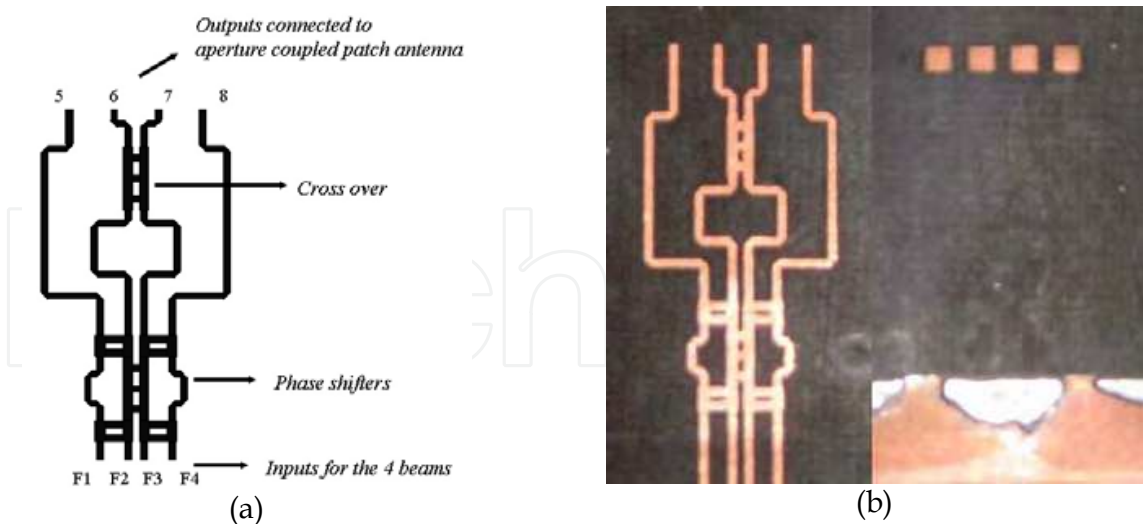 Outputs connected to
aperture coupled patch antenna
5 6 7 8
Cross over
Phase shifters
Inputs for the 4 beams
F1 F2 F3 F4
(a)
(b)